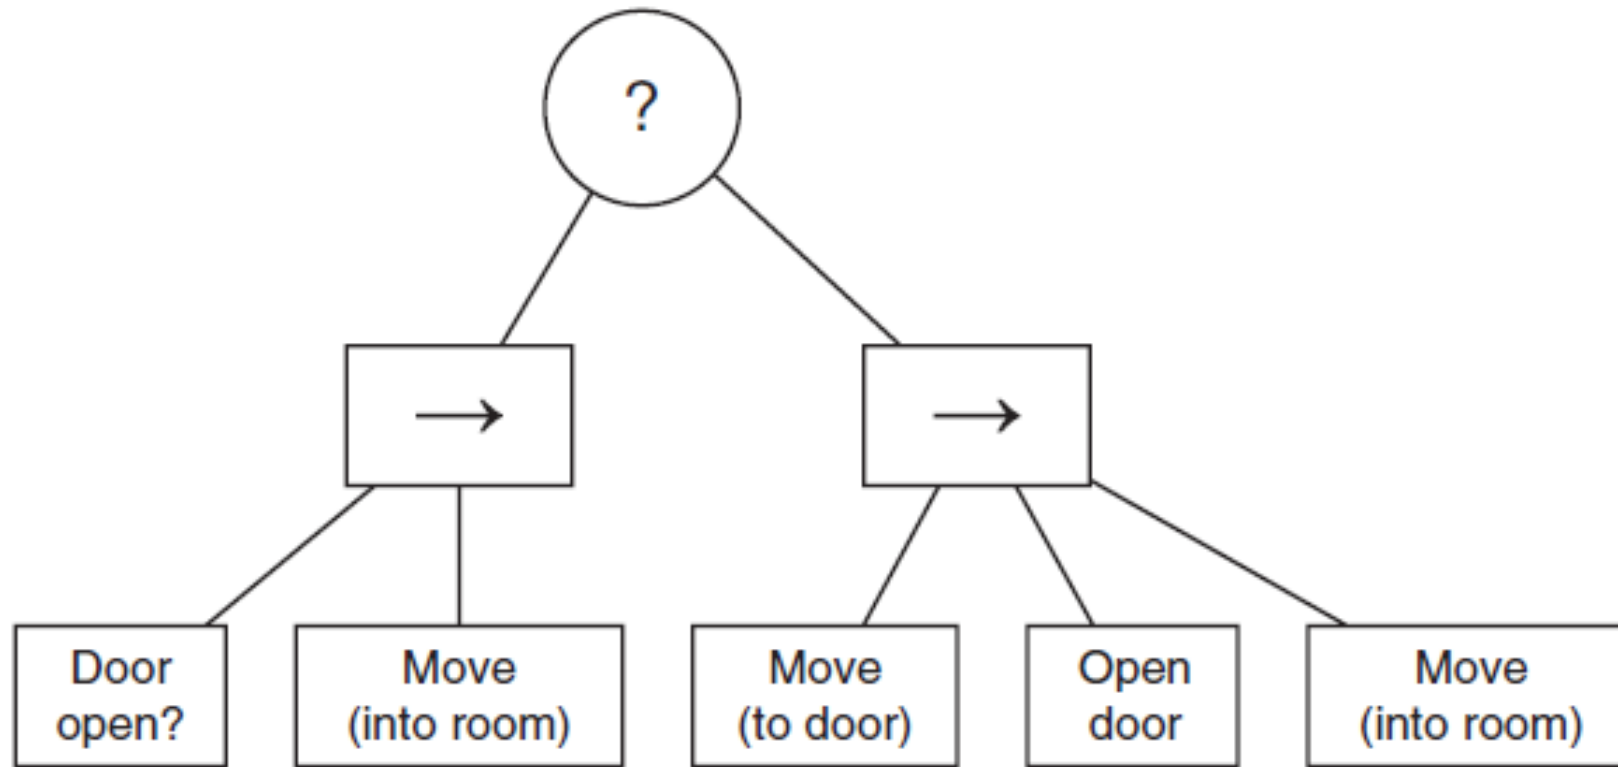 ?
→
→
Door
open?
Move
(into room)
Move
(to door)
Open
door
Move
(into room)